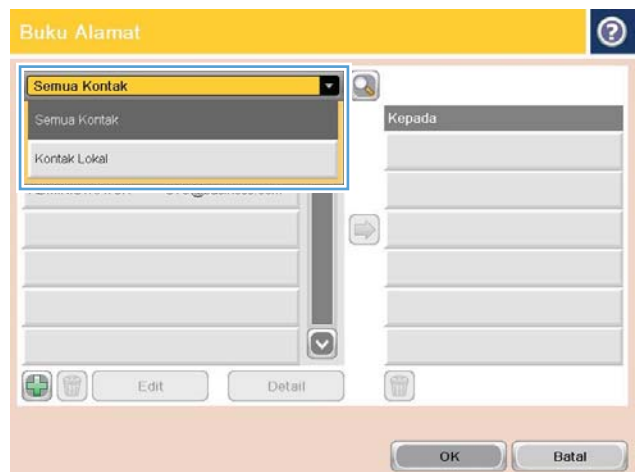 Buku Alamat
Semua Kontak
Semua Kontak
Kontak Lokal
Kepada
Edit
Detail
OK
Batal